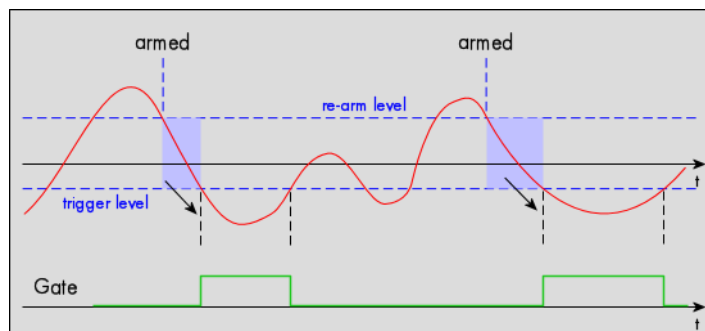 armed
armed
re-arm level
t
trigger level
Gate
t